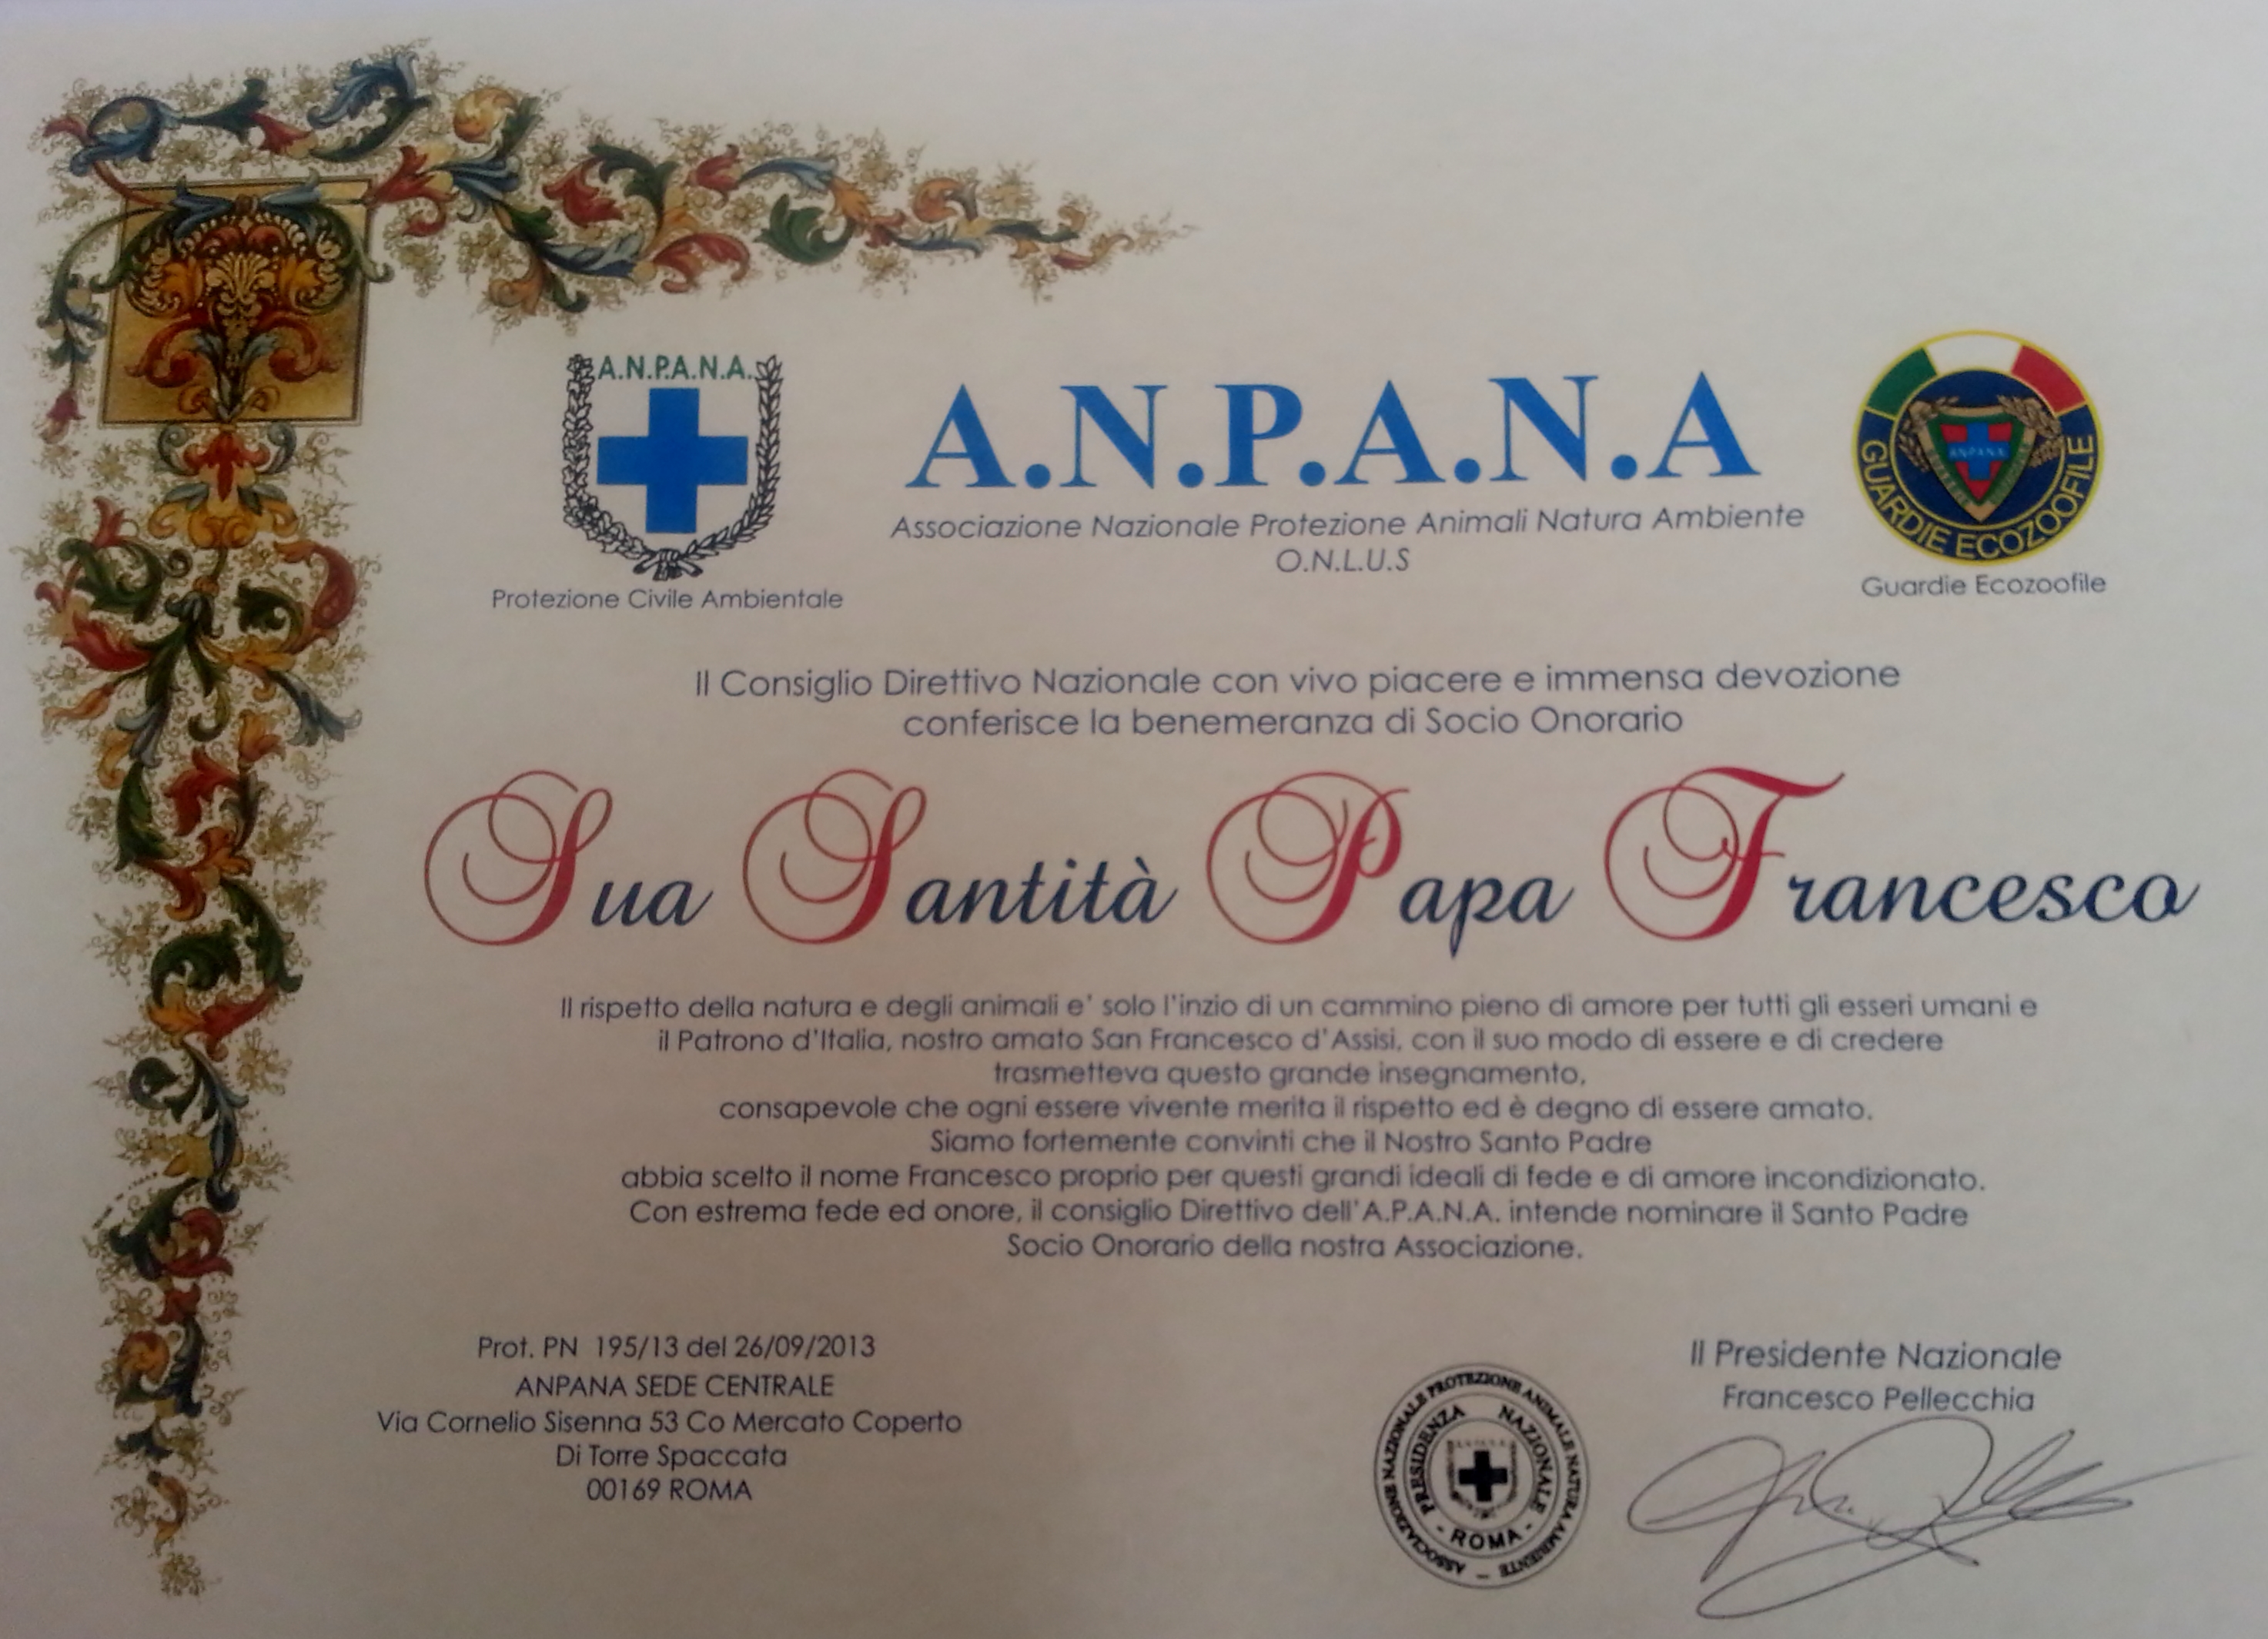 A.N.P.A.N.A.
Protezione Civile Ambientale
A.N.P.A.N.A
Associazione Nazionale Protezione Animali Natura Ambiente
O.N.L.U.S
ANPANA
GUARDIE ECOZOOFILE
Guardie Ecozoofile
Il Consiglio Direttivo Nazionale con vivo piacere e immensa devozione
conferisce la benemeranza di Socio Onorario
Sua Santità Papa Francesco
Il rispetto della natura e degli animali e' solo l'inzio di un cammino pieno di amore per tutti gli esseri umani e
il Patrono d'Italia, nostro amato San Francesco d'Assisi, con il suo modo di essere e di credere
trasmetteva questo grande insegnamento,
consapevole che ogni essere vivente merita il rispetto ed è degno di essere amato.
Siamo fortemente convinti che il Nostro Santo Padre
abbia scelto il nome Francesco proprio per questi grandi ideali di fede e di amore incondizionato.
Con estrema fede ed onore, il consiglio Direttivo dell'A.P.A.N.A. intende nominare il Santo Padre
Socio Onorario della nostra Associazione.
Prot. PN 195/13 del 26/09/2013
ANPANA SEDE CENTRALE
Via Cornelio Sisenna 53 Co Mercato Coperto
Di Torre Spaccata
00169 ROMA
ASSOCIAZIONE NAZIONALE PROTEZIONE ANIMALE NATURA AMBIENTE
PRESIDENZA NAZIONALE
- ROMA -
Il Presidente Nazionale
Francesco Pellecchia